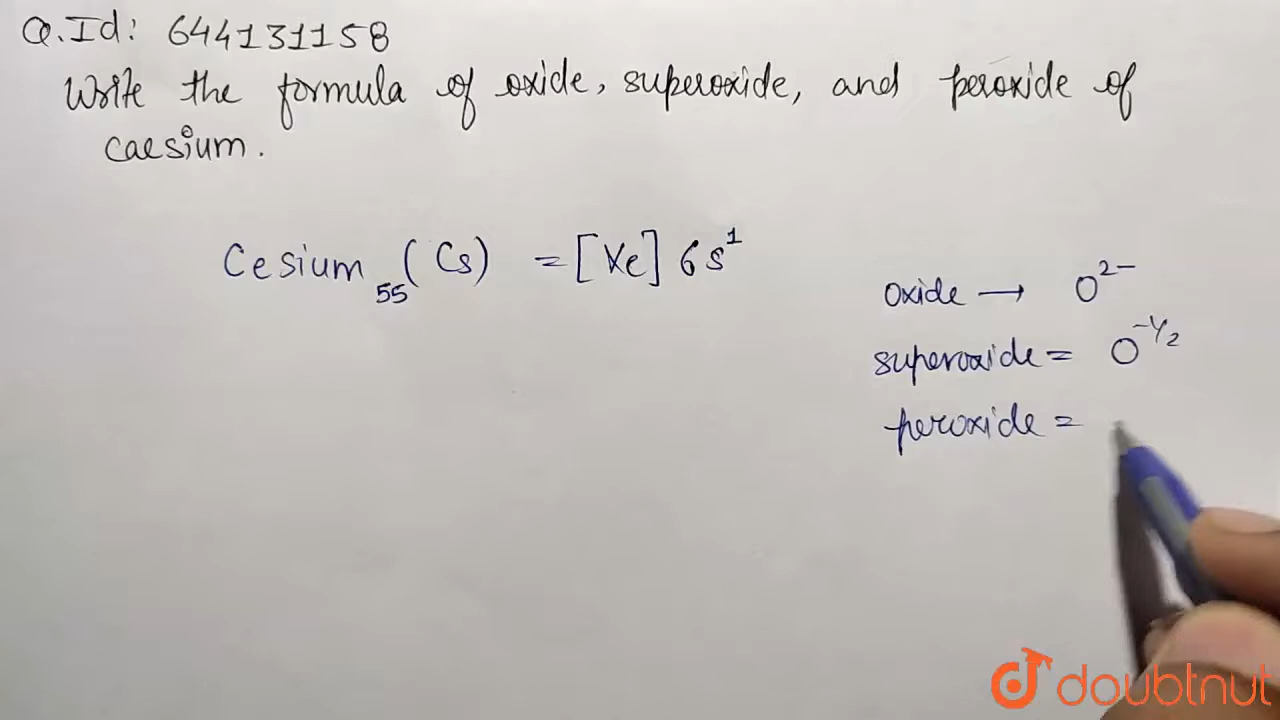 Q.Id: 644131158
Write the formula of oxide, superoxide, and peroxide of
caesium.
Cesium ₅₅(Cs) = [Xe] 6s¹
oxide → O²⁻
superoxide = O^-1/2
peroxide =
doubtnut